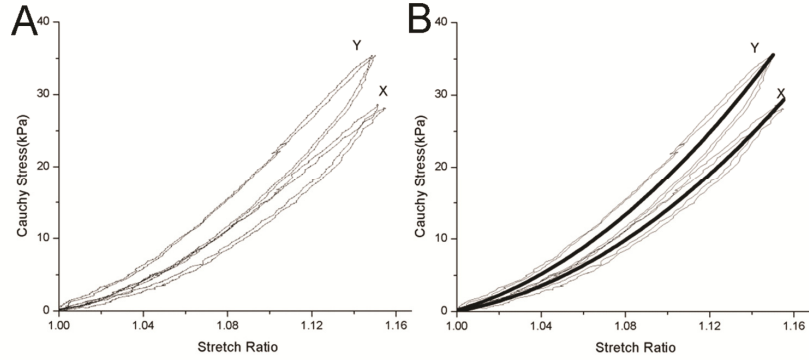 A
B
40
30
20
10
0
Cauchy Stress(kPa)
Y
X
1.00
1.04
1.08
1.12
1.16
Stretch Ratio
40
30
20
10
0
Cauchy Stress(kPa)
Y
X
1.00
1.04
1.08
1.12
1.16
Stretch Ratio